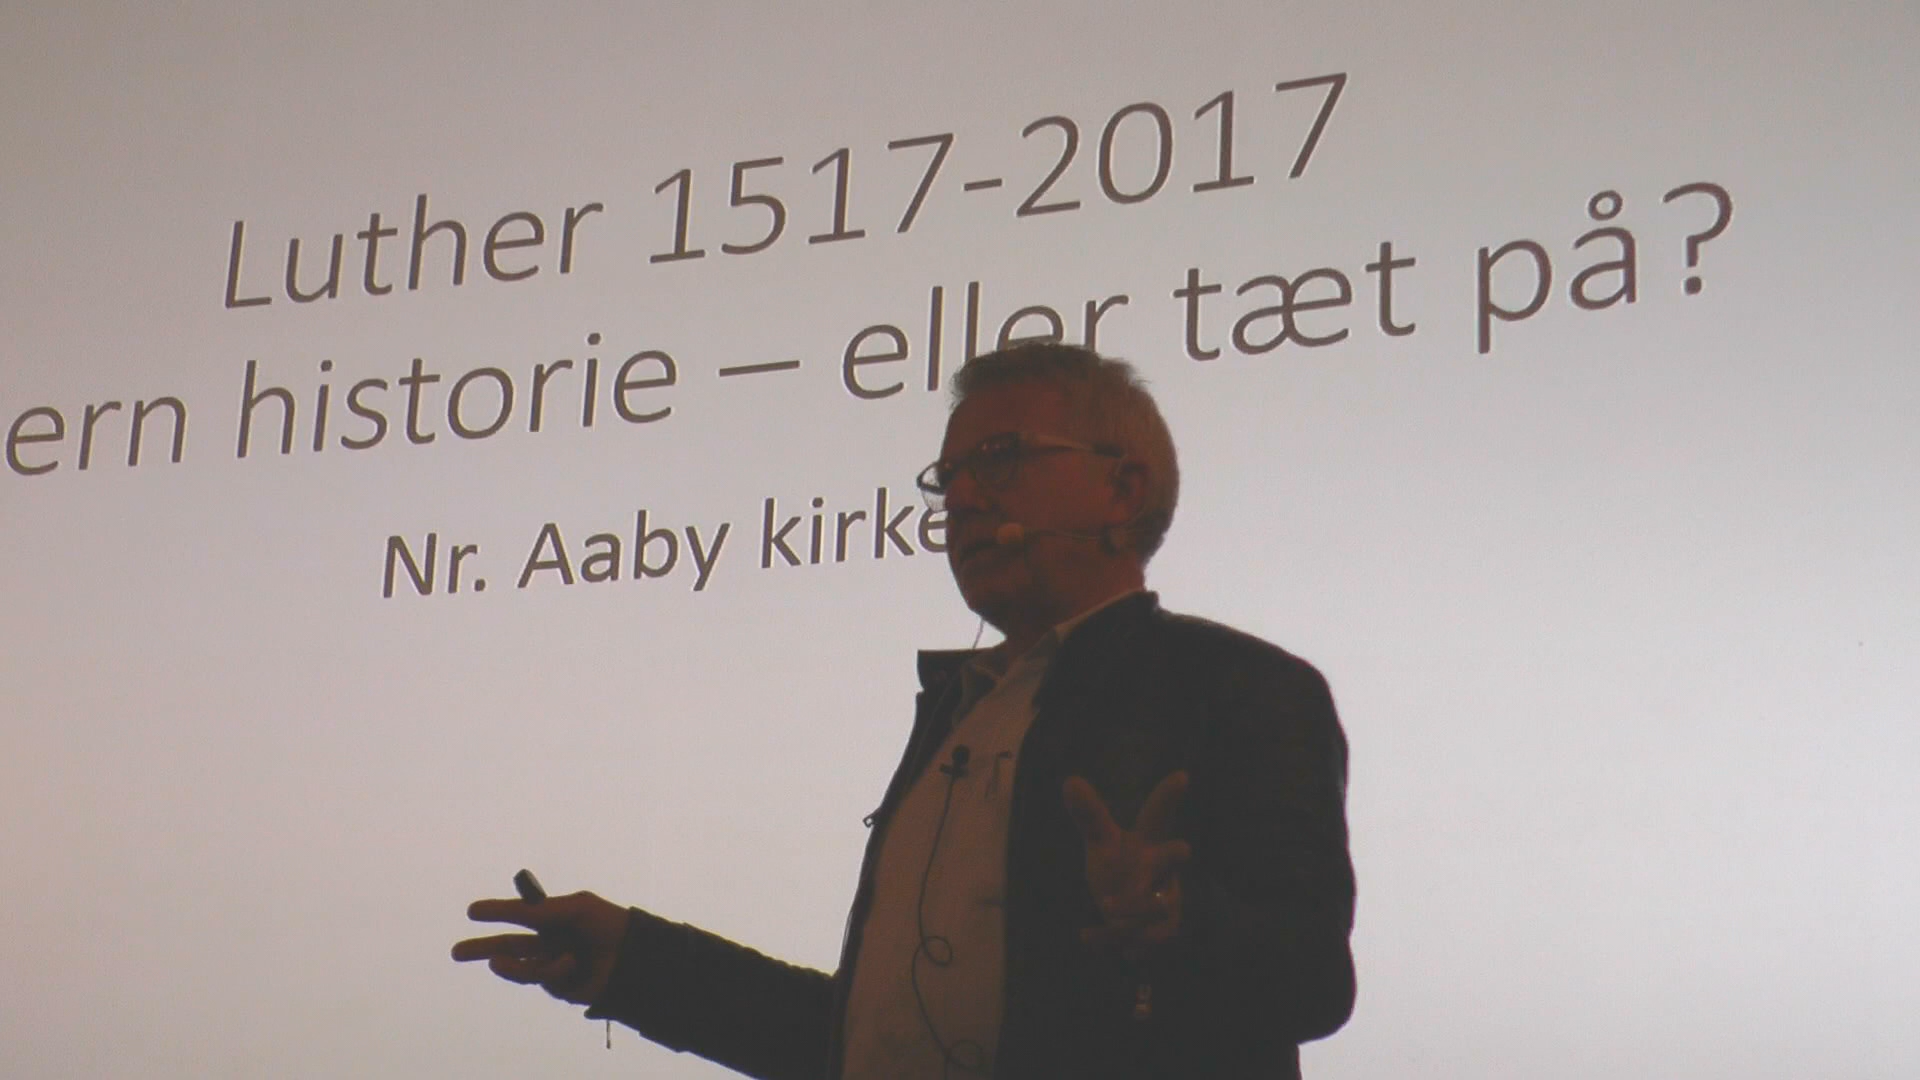 Luther 1517-2017
ern historie – eller tæt på?
Nr. Aaby kirke